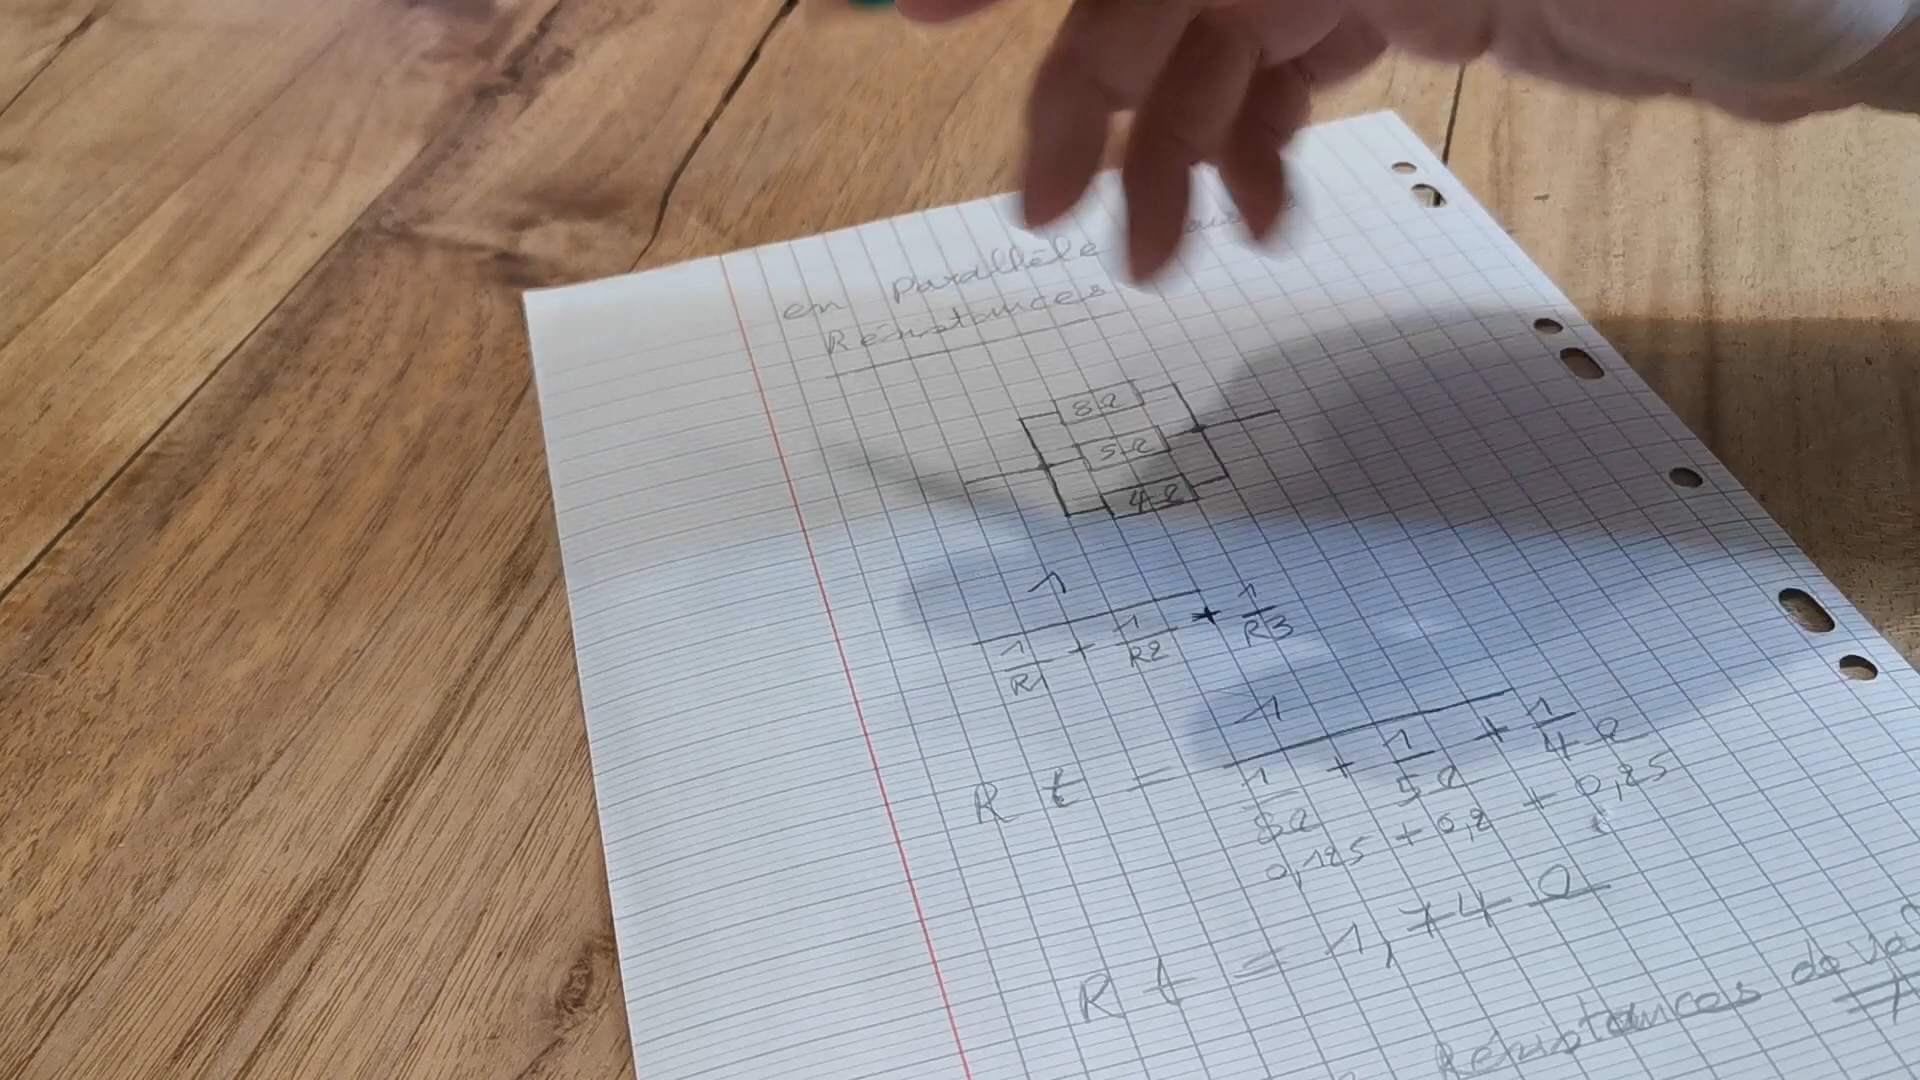 en Parallèle
Résistances
8Ω
5Ω
4Ω
1
1/R1 + 1/R2 + 1/R3
Rt = 1
1/8Ω + 1/5Ω + 1/4Ω
0,125 + 0,2 + 0,25
Rt = 1,74 Ω
Résistances de